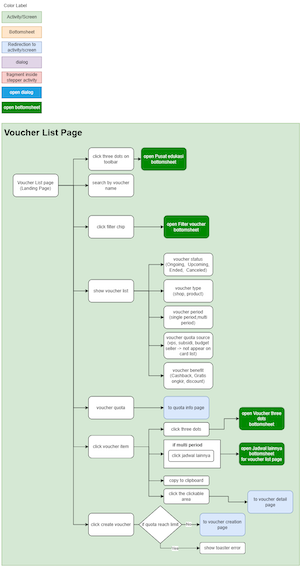 Color Label
Activity/Screen
bottomsheet
Redirection to
activity/screen
dialog
fragment inside
stepper activity
open dialog
open bottomsheet
Voucher List Page
Voucher List page
(Landing Page)
click three dots on
toolbar
open Pusat edukasi
bottomsheet
search by voucher
name
click filter chip
open Filter voucher
bottomsheet
show voucher list
voucher status
(Ongoing, Upcoming,
Ended, Canceled)
voucher type
(shop, product)
voucher period
(single period,multi
period)
voucher quota source
(vps, subsidi, budget
seller -> not appear on
card list)
voucher benefit
(Cashback, Gratis
ongkir, discount)
voucher quota
to quota info page
click voucher item
click three dots
open Voucher three
dots
bottomsheet
if multi period
click jadwal lainnya
open Jadwal lainnya
bottomsheet
for voucher list page
copy to clipboard
click the clickable
area
to voucher detail
page
click create voucher
if quota reach limit
to voucher creation
page
show toaster error